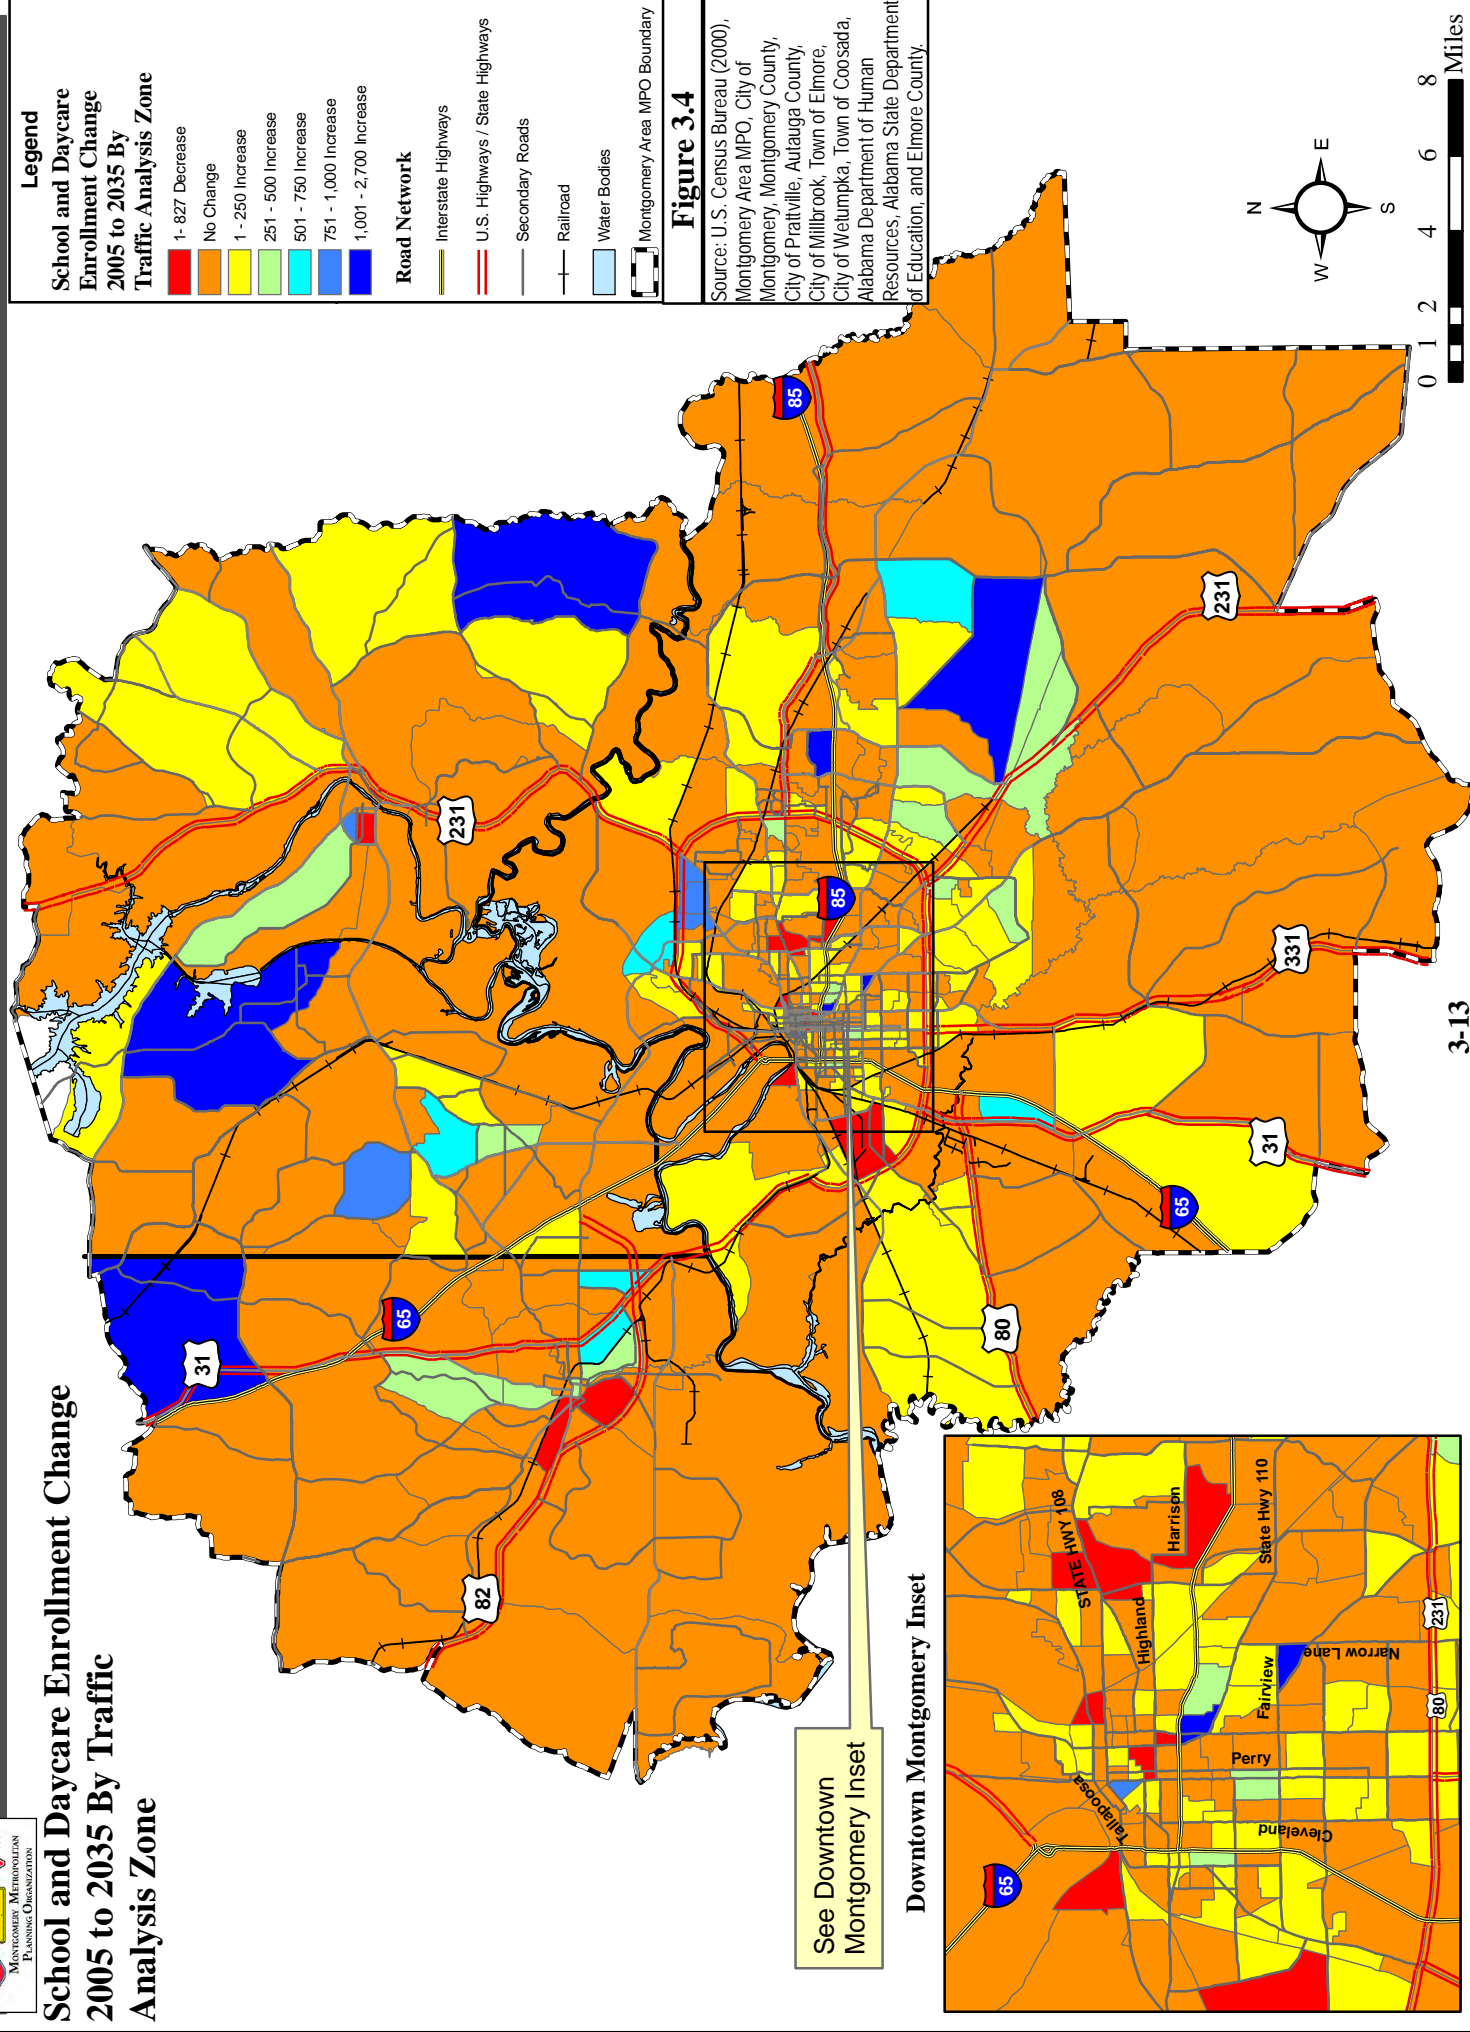 MONTGOMERY METROPOLITAN
PLANNING ORGANIZATION
School and Daycare Enrollment Change
2005 to 2035 By Traffic
Analysis Zone
Legend
School and Daycare
Enrollment Change
2005 to 2035 By
Traffic Analysis Zone
1- 827 Decrease
No Change
1 - 250 Increase
251 - 500 Increase
501 - 750 Increase
751 - 1,000 Increase
1,001 - 2,700 Increase
Road Network
Interstate Highways
U.S. Highways / State Highways
Secondary Roads
Railroad
Water Bodies
Montgomery Area MPO Boundary
Figure 3.4
Source: U.S. Census Bureau (2000),
Montgomery Area MPO, City of
Montgomery, Montgomery County,
City of Prattville, Autauga County,
City of Millbrook, Town of Elmore,
City of Wetumpka, Town of Coosada,
Alabama Department of Human
Resources, Alabama State Department
of Education, and Elmore County.
31
65
82
231
85
85
231
331
31
65
80
See Downtown
Montgomery Inset
Downtown Montgomery Inset
65
STATE HWY 108
Harrison
State Hwy 110
Highland
Tallapoosa
Fairview
Narrow Lane
Perry
Cleveland
231
80
N
W
E
S
0 1 2 4 6 8
Miles
3-13